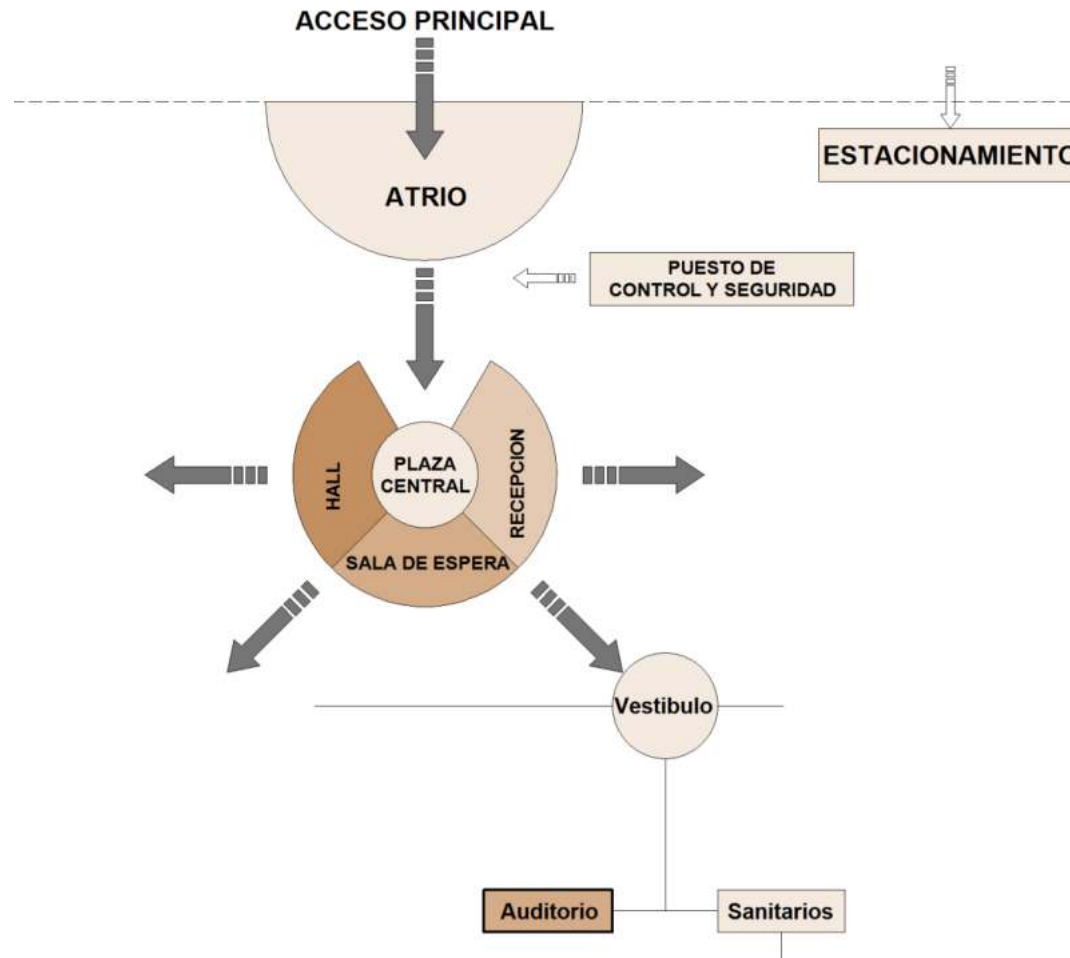 ACCESO PRINCIPAL
ESTACIONAMIENTO
ATRIO
PUESTO DE
CONTROL Y SEGURIDAD
HALL
PLAZA
CENTRAL
RECEPCION
SALA DE ESPERA
Vestibulo
Auditorio
Sanitarios